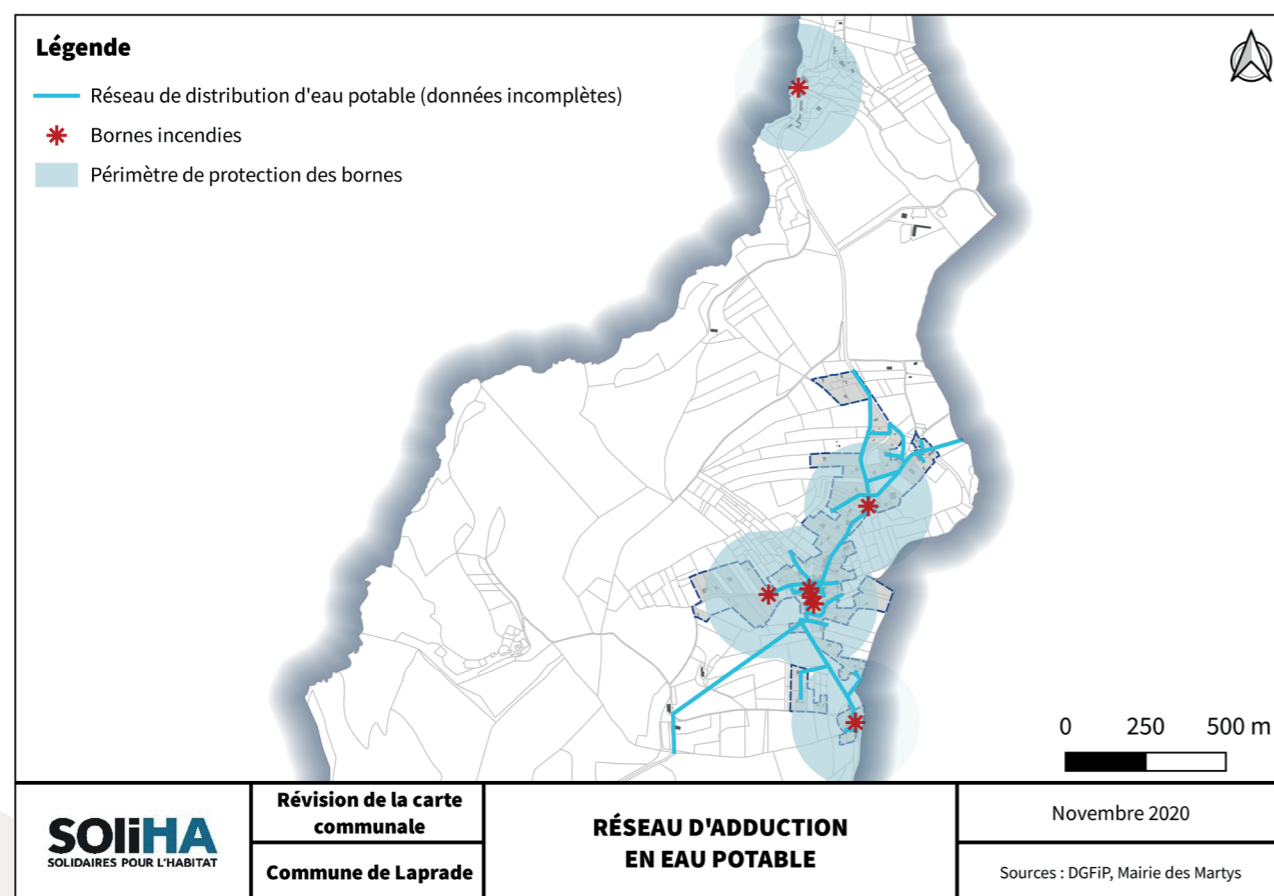 Légende
Réseau de distribution d'eau potable (données incomplètes)
Bornes incendies
Périmètre de protection des bornes
0 250 500 m
SOLiHA
SOLIDAIRES POUR L'HABITAT
Révision de la carte
communale
Commune de Laprade
RÉSEAU D'ADDUCTION
EN EAU POTABLE
Novembre 2020
Sources : DGFiP, Mairie des Martys